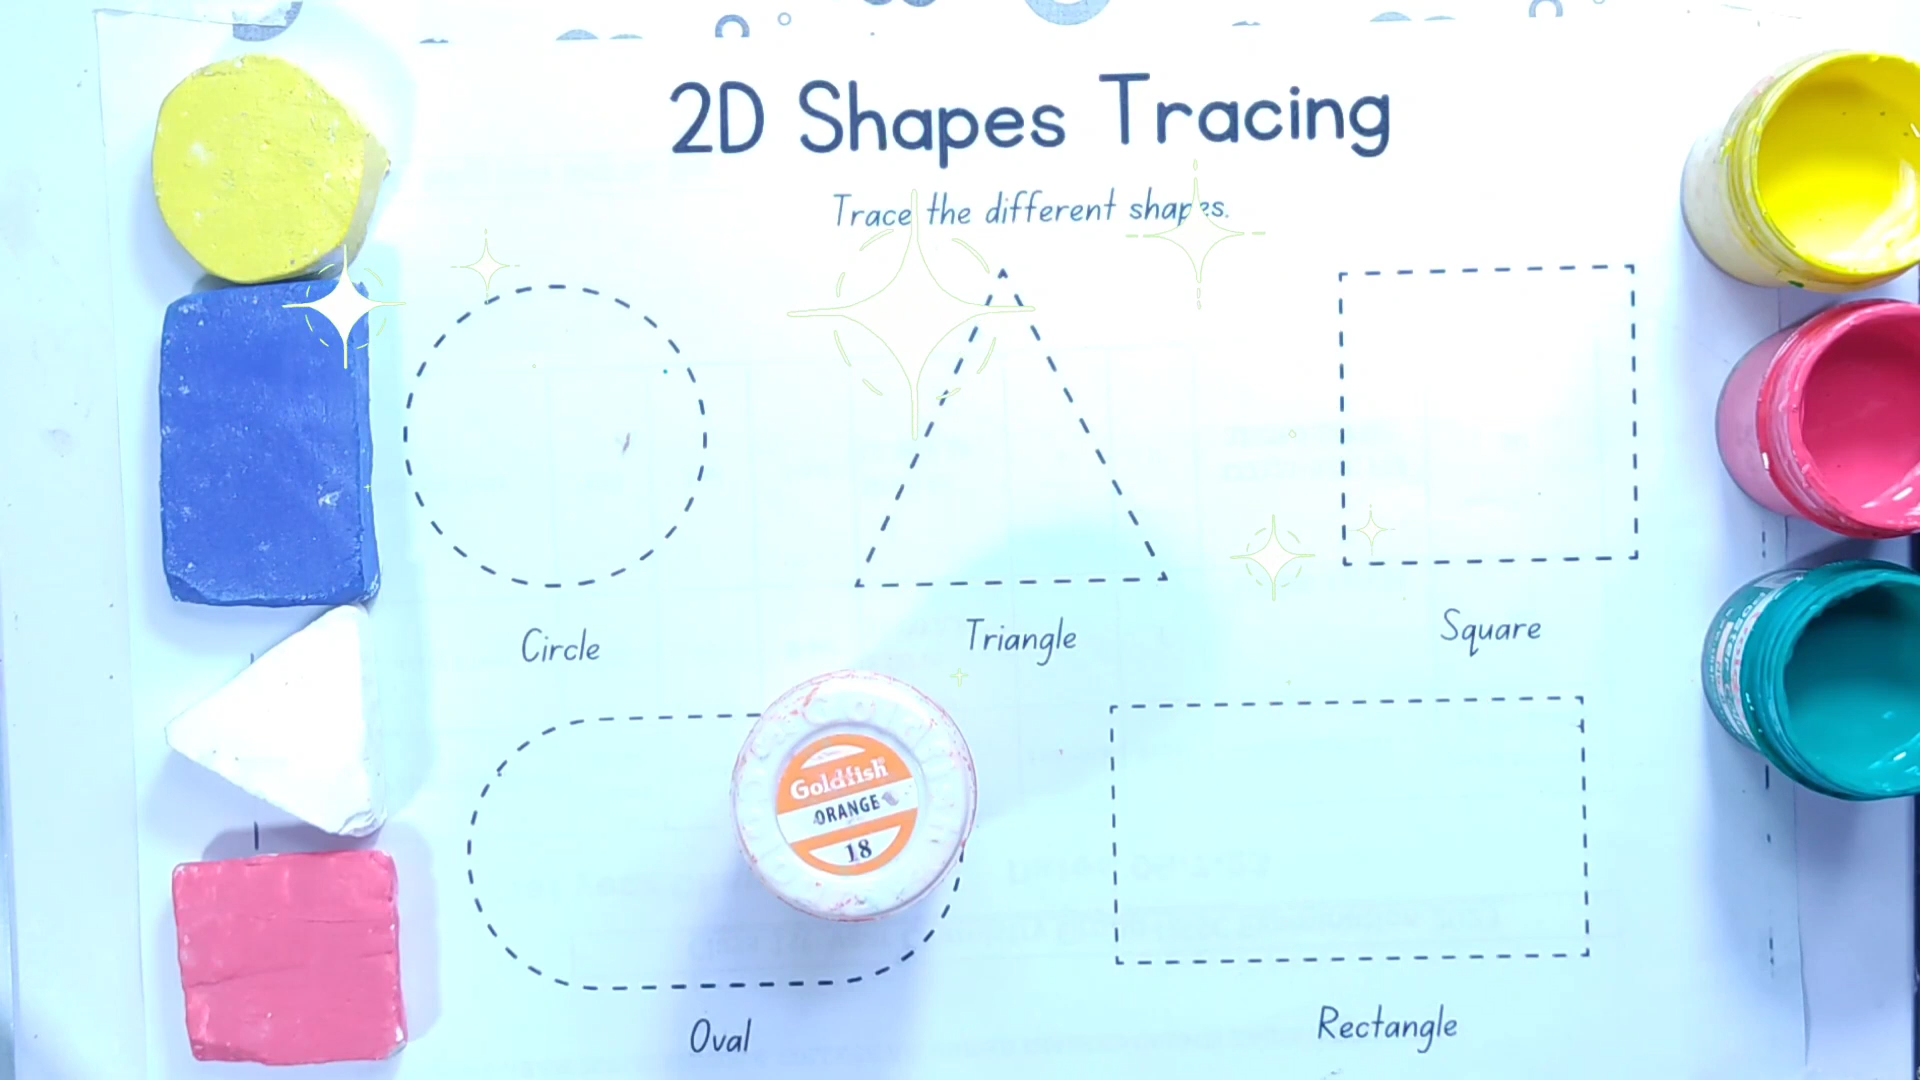 2D Shapes Tracing
Trace the different shapes.
Circle
Triangle
Square
Goldfish
ORANGE
18
Oval
Rectangle